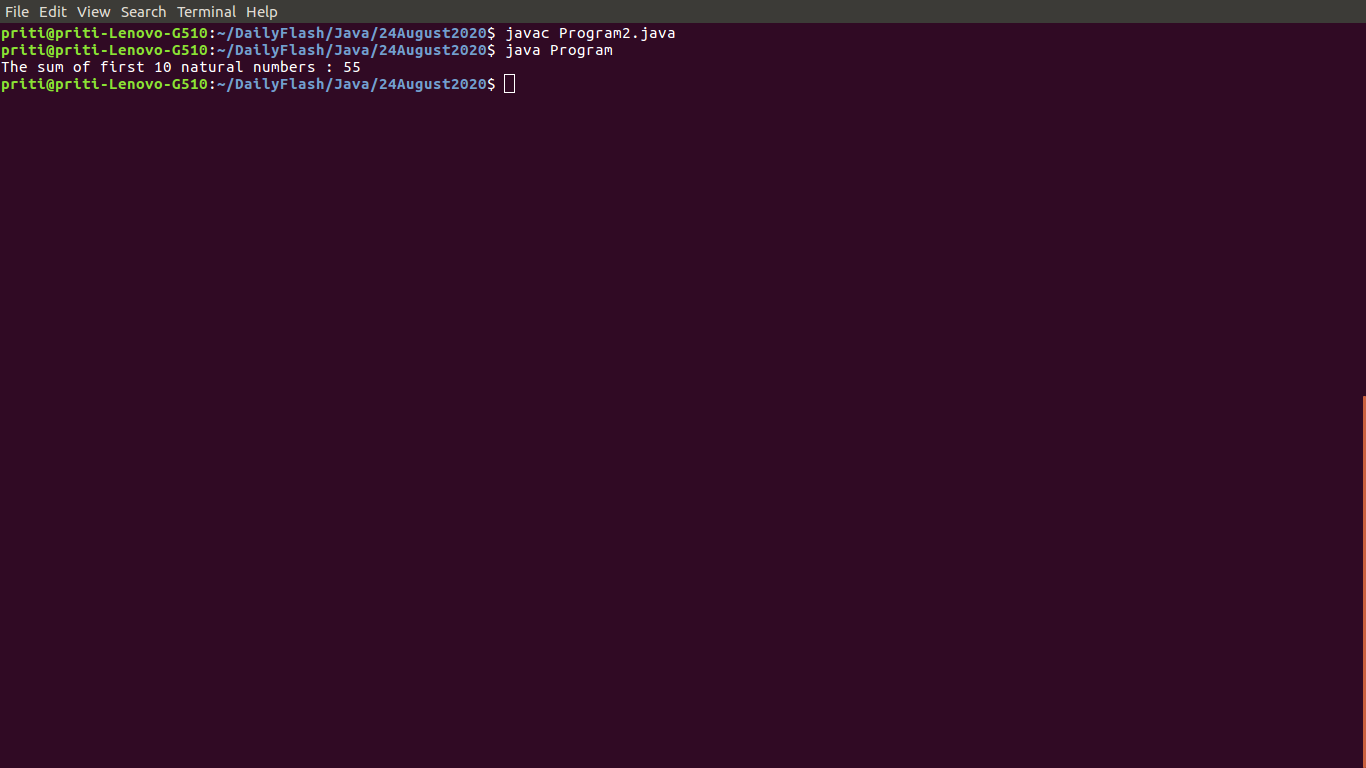 File Edit View Search Terminal Help
priti@priti-Lenovo-G510:~/DailyFlash/Java/24August2020$ javac Program2.java
priti@priti-Lenovo-G510:~/DailyFlash/Java/24August2020$ java Program
The sum of first 10 natural numbers : 55
priti@priti-Lenovo-G510:~/DailyFlash/Java/24August2020$